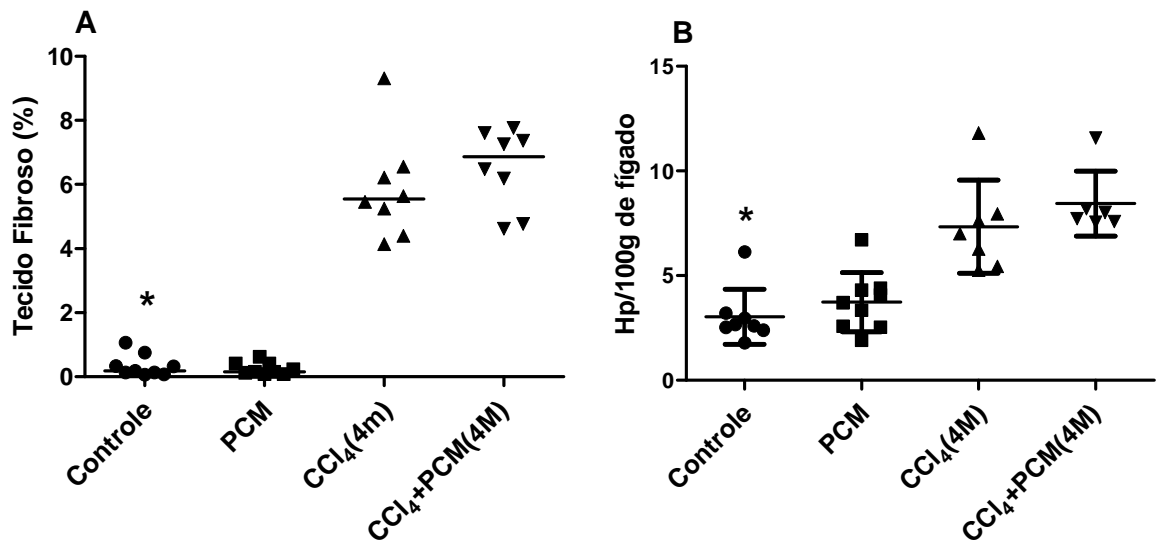 A
Tecido Fibroso (%)
10
8
6
4
2
0
*
Controle
PCM
CCl₄(4m)
CCl₄+PCM(4M)
B
Hp/100g de fígado
15
10
5
0
*
Controle
PCM
CCl₄(4M)
CCl₄+PCM(4M)